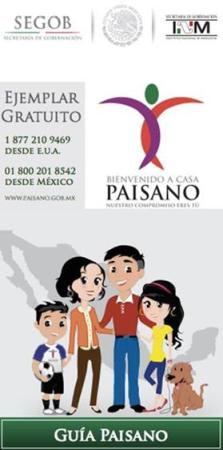 SEGOB
SECRETARÍA DE GOBERNACIÓN
SECRETARÍA DE GOBERNACIÓN
INM
EJEMPLAR
GRATUITO
1 877 210 9469
DESDE E.U.A.
01 800 201 8542
DESDE MÉXICO
WWW.PAISANO.GOB.MX
BIENVENIDO A CASA
PAISANO
NUESTRO COMPROMISO ERES TÚ
GUÍA PAISANO